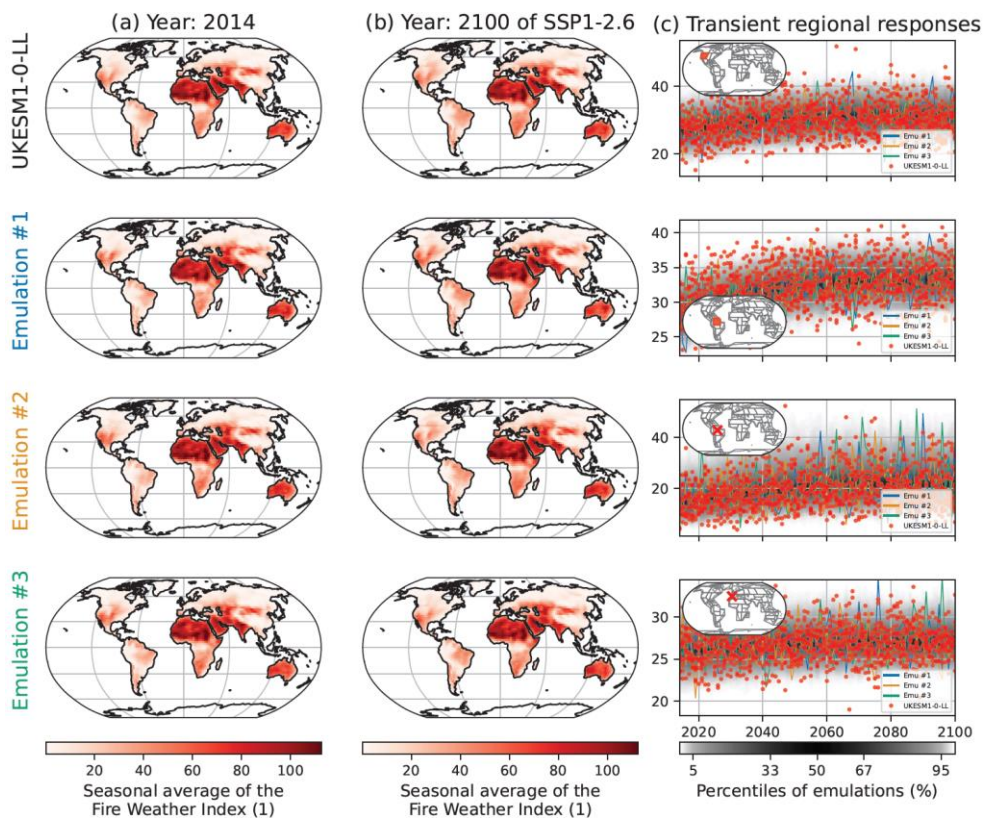 (a) Year: 2014
(b) Year: 2100 of SSP1-2.6
(c) Transient regional responses
UKESM1-0-LL
40
20
Emu #1
Emu #2
Emu #3
UKESM1-0-LL
Emulation #1
40
35
30
25
Emu #1
Emu #2
Emu #3
UKESM1-0-LL
Emulation #2
40
20
Emu #1
Emu #2
Emu #3
UKESM1-0-LL
Emulation #3
30
25
20
Emu #1
Emu #2
Emu #3
UKESM1-0-LL
2020 2040 2060 2080 2100
20 40 60 80 100
Seasonal average of the
Fire Weather Index (1)
20 40 60 80 100
Seasonal average of the
Fire Weather Index (1)
5 33 50 67 95
Percentiles of emulations (%)